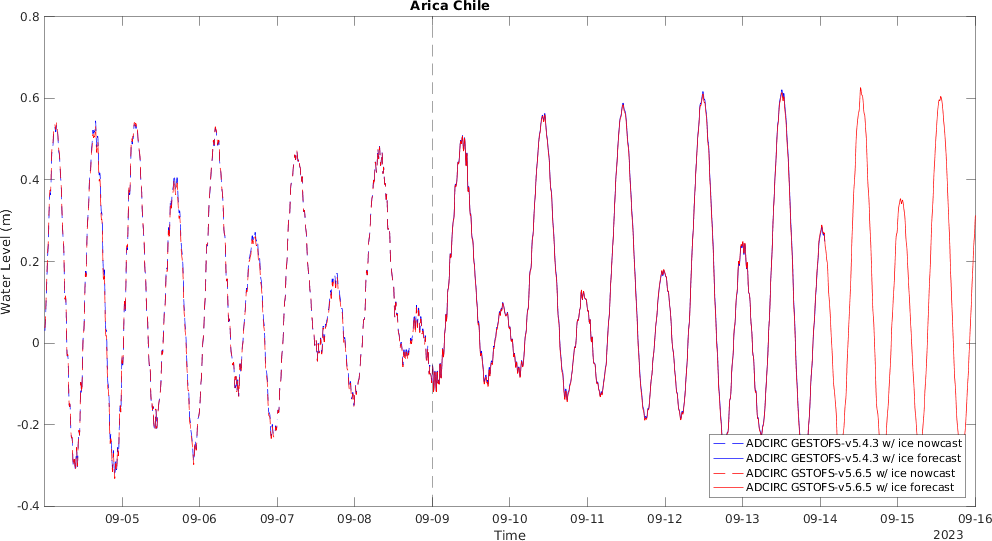 Arica Chile
0.8
0.6
0.4
0.2
0
-0.2
-0.4
Water Level (m)
ADCIRC GESTOFS-v5.4.3 w/ ice nowcast
ADCIRC GESTOFS-v5.4.3 w/ ice forecast
ADCIRC GSTOFS-v5.6.5 w/ ice nowcast
ADCIRC GSTOFS-v5.6.5 w/ ice forecast
09-05 09-06 09-07 09-08 09-09 09-10 09-11 09-12 09-13 09-14 09-15 09-16
Time
2023